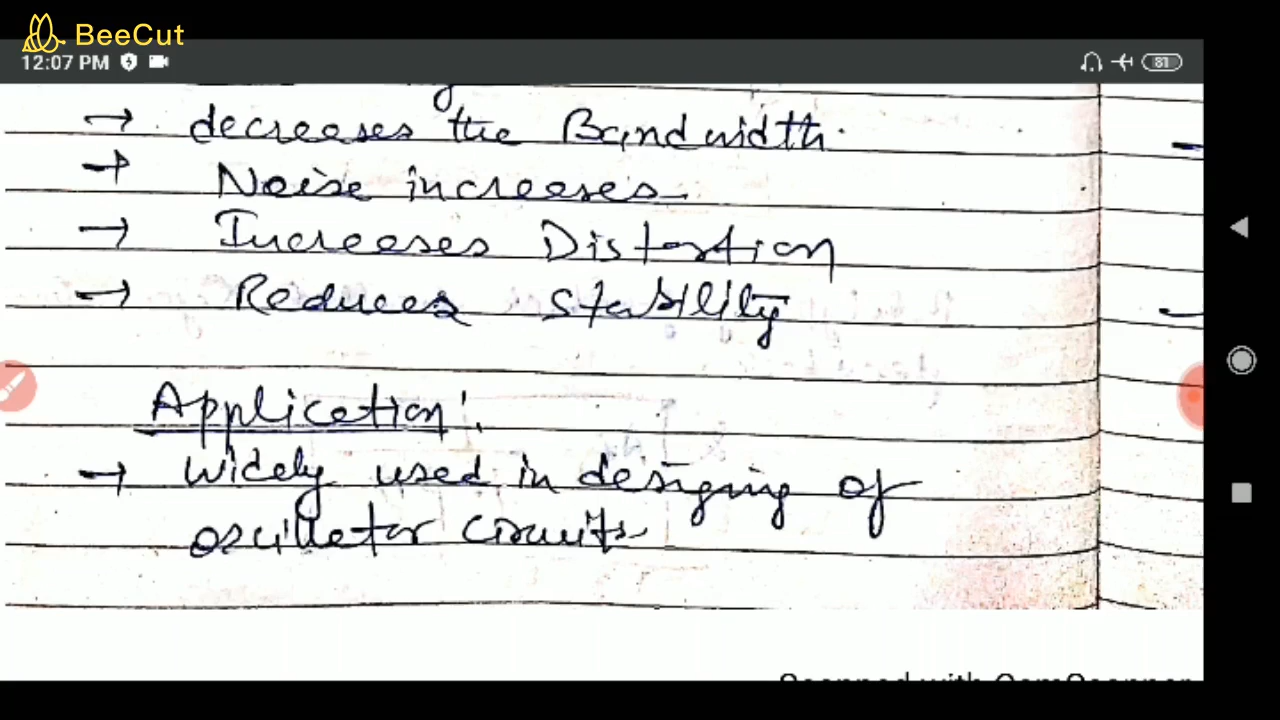 BeeCut
12:07 PM
81
→ decreases the Bandwidth.
→ Noise increases
→ Increases Distortion
→ Reduces stability
Application:
→ widely used in designing of
oscillator circuits